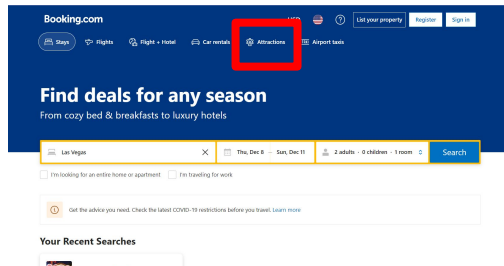 Booking.com
USD
List your property
Register
Sign in
Stays
Flights
Flight + Hotel
Car rentals
Attractions
Airport taxis
Find deals for any season
From cozy bed & breakfasts to luxury hotels
Las Vegas
Thu, Dec 8 — Sun, Dec 11
2 adults · 0 children · 1 room
Search
I'm looking for an entire home or apartment
I'm traveling for work
Get the advice you need. Check the latest COVID-19 restrictions before you travel. Learn more
Your Recent Searches